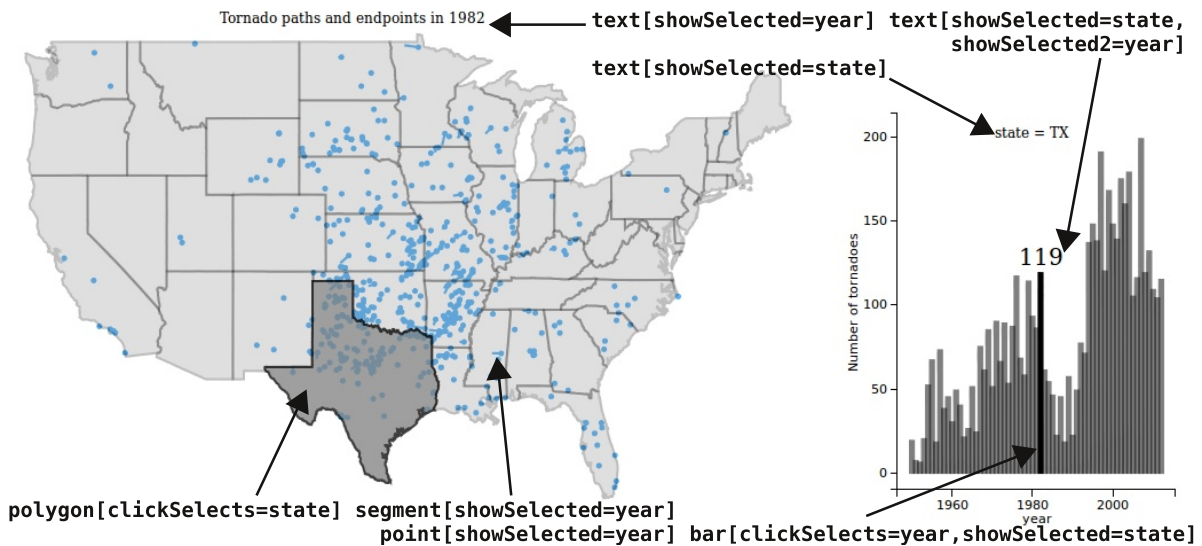 Tornado paths and endpoints in 1982
text[showSelected=year] text[showSelected=state,
showSelected2=year]
text[showSelected=state]
state = TX
119
Number of tornadoes
200
150
100
50
0
1960 1980 2000
year
polygon[clickSelects=state] segment[showSelected=year]
point[showSelected=year] bar[clickSelects=year,showSelected=state]